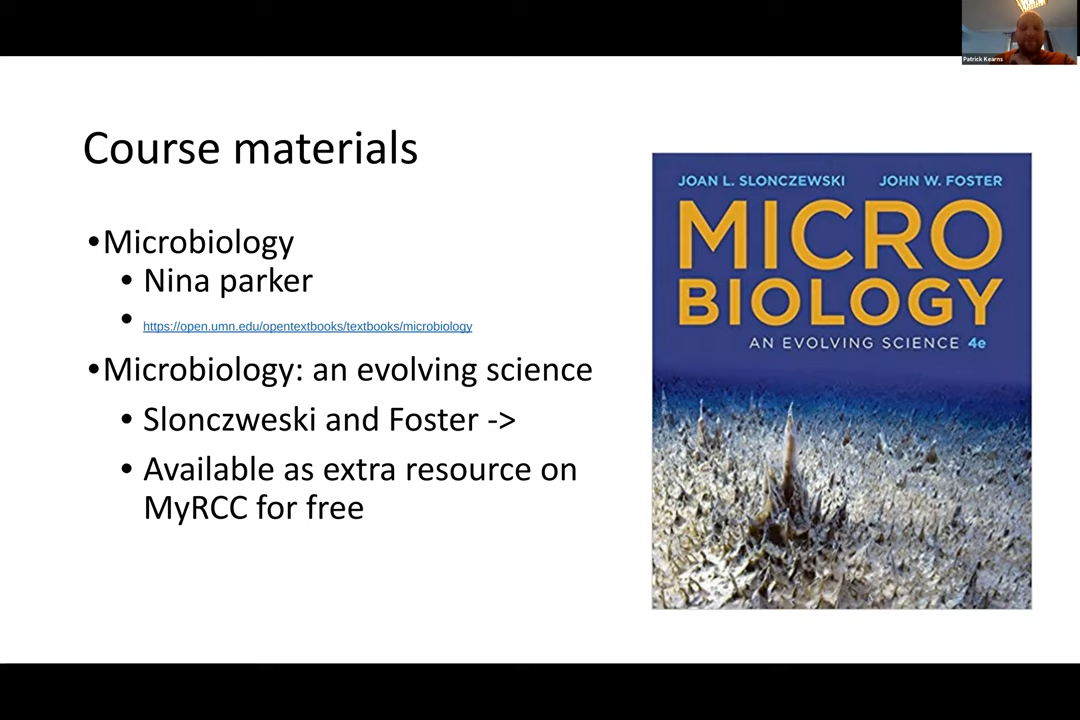 Patrick Kearns
Course materials
•Microbiology
• Nina parker
• https://open.umn.edu/opentextbooks/textbooks/microbiology
•Microbiology: an evolving science
• Slonczweski and Foster ->
• Available as extra resource on
MyRCC for free
JOAN L. SLONCZEWSKI JOHN W. FOSTER
MICRO
BIOLOGY
AN EVOLVING SCIENCE 4e